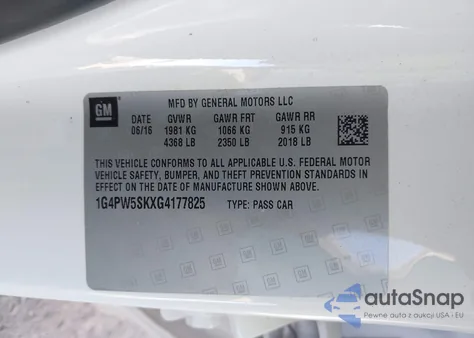 GM
MFD BY GENERAL MOTORS LLC
DATE GVWR GAWR FRT GAWR RR
06/16 1981 KG 1066 KG 915 KG
4368 LB 2350 LB 2018 LB
THIS VEHICLE CONFORMS TO ALL APPLICABLE U.S. FEDERAL MOTOR
VEHICLE SAFETY, BUMPER, AND THEFT PREVENTION STANDARDS
IN EFFECT ON THE DATE OF MANUFACTURE SHOWN ABOVE.
1G4PW5SKXG4177825 TYPE: PASS CAR
autoSnap
Pewne auta z aukcji USA - EU